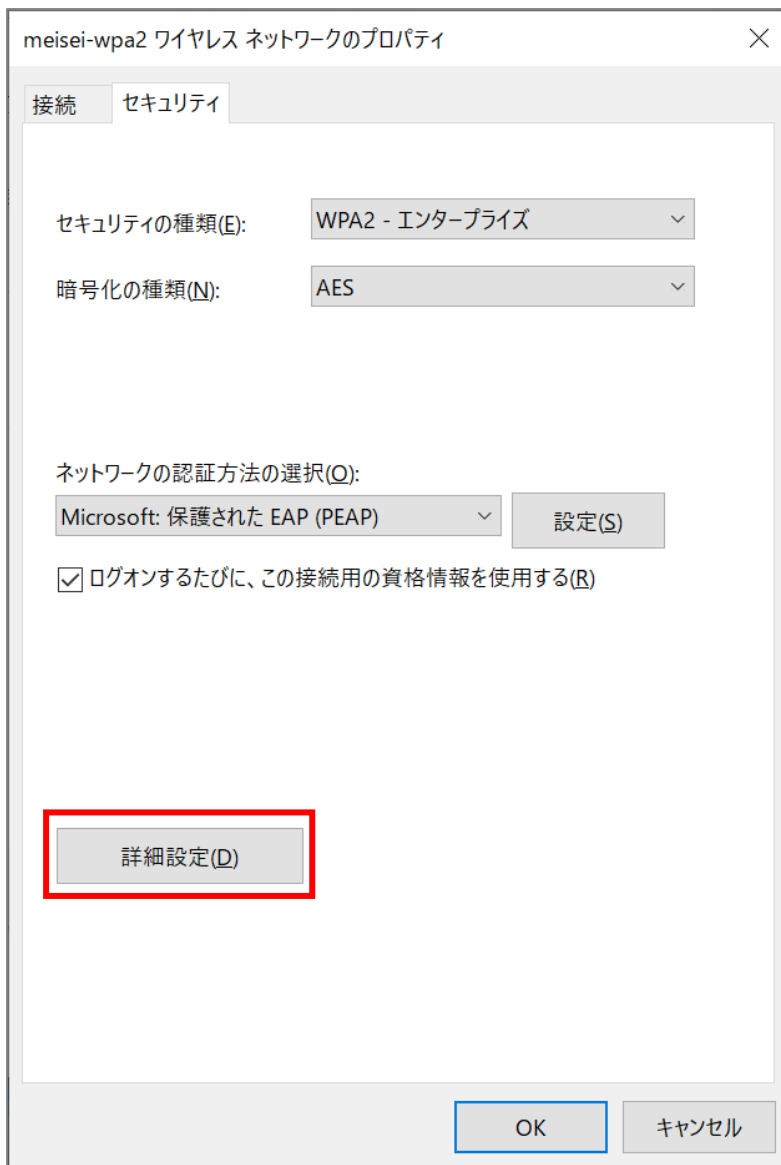 meisei-wpa2 ワイヤレス ネットワークのプロパティ
接続 セキュリティ
セキュリティの種類(E): WPA2 - エンタープライズ
暗号化の種類(N): AES
ネットワークの認証方法の選択(O):
Microsoft: 保護された EAP (PEAP) 設定(S)
ログオンするたびに、この接続用の資格情報を使用する(R)
詳細設定(D)
OK キャンセル